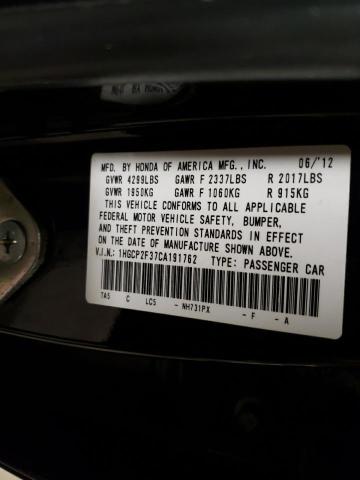 MFD. BY HONDA OF AMERICA MFG., INC. 06/'12
GVWR 4299LBS GAWR F 2337LBS R 2017LBS
GVWR 1950KG GAWR F 1060KG R 915KG
THIS VEHICLE CONFORMS TO ALL APPLICABLE
FEDERAL MOTOR VEHICLE SAFETY, BUMPER,
AND THEFT PREVENTION STANDARDS IN EFFECT
ON THE DATE OF MANUFACTURE SHOWN ABOVE.
V.I.N.: 1HGCP2F37CA191762 TYPE: PASSENGER CAR
TA5 C LC5 - NH731PX - F - A